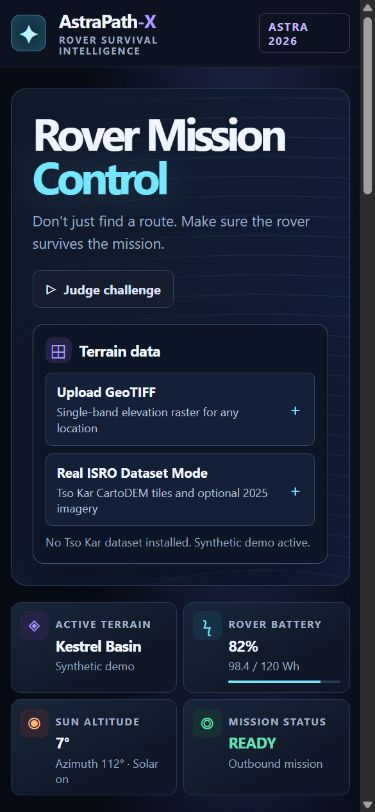 AstraPath-X
ROVER SURVIVAL
INTELLIGENCE
ASTRA
2026
Rover Mission
Control
Don't just find a route. Make sure the rover
survives the mission.
Judge challenge
Terrain data
Upload GeoTIFF
Single-band elevation raster for any
location
+
Real ISRO Dataset Mode
Tso Kar CartoDEM tiles and optional 2025
imagery
+
No Tso Kar dataset installed. Synthetic demo active.
ACTIVE TERRAIN
Kestrel Basin
Synthetic demo
ROVER BATTERY
82%
98.4 / 120 Wh
SUN ALTITUDE
7°
Azimuth 112° · Solar
on
MISSION STATUS
READY
Outbound mission